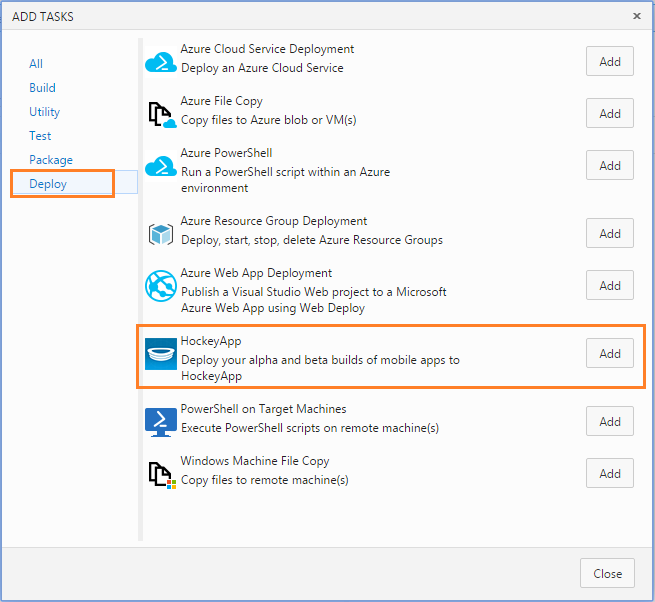 ADD TASKS
All
Build
Utility
Test
Package
Deploy
Azure Cloud Service Deployment
Deploy an Azure Cloud Service
Add
Azure File Copy
Copy files to Azure blob or VM(s)
Add
Azure PowerShell
Run a PowerShell script within an Azure
environment
Add
Azure Resource Group Deployment
Deploy, start, stop, delete Azure Resource Groups
Add
Azure Web App Deployment
Publish a Visual Studio Web project to a Microsoft
Azure Web App using Web Deploy
Add
HockeyApp
Deploy your alpha and beta builds of mobile apps to
HockeyApp
Add
PowerShell on Target Machines
Execute PowerShell scripts on remote machine(s)
Add
Windows Machine File Copy
Copy files to remote machine(s)
Add
Close